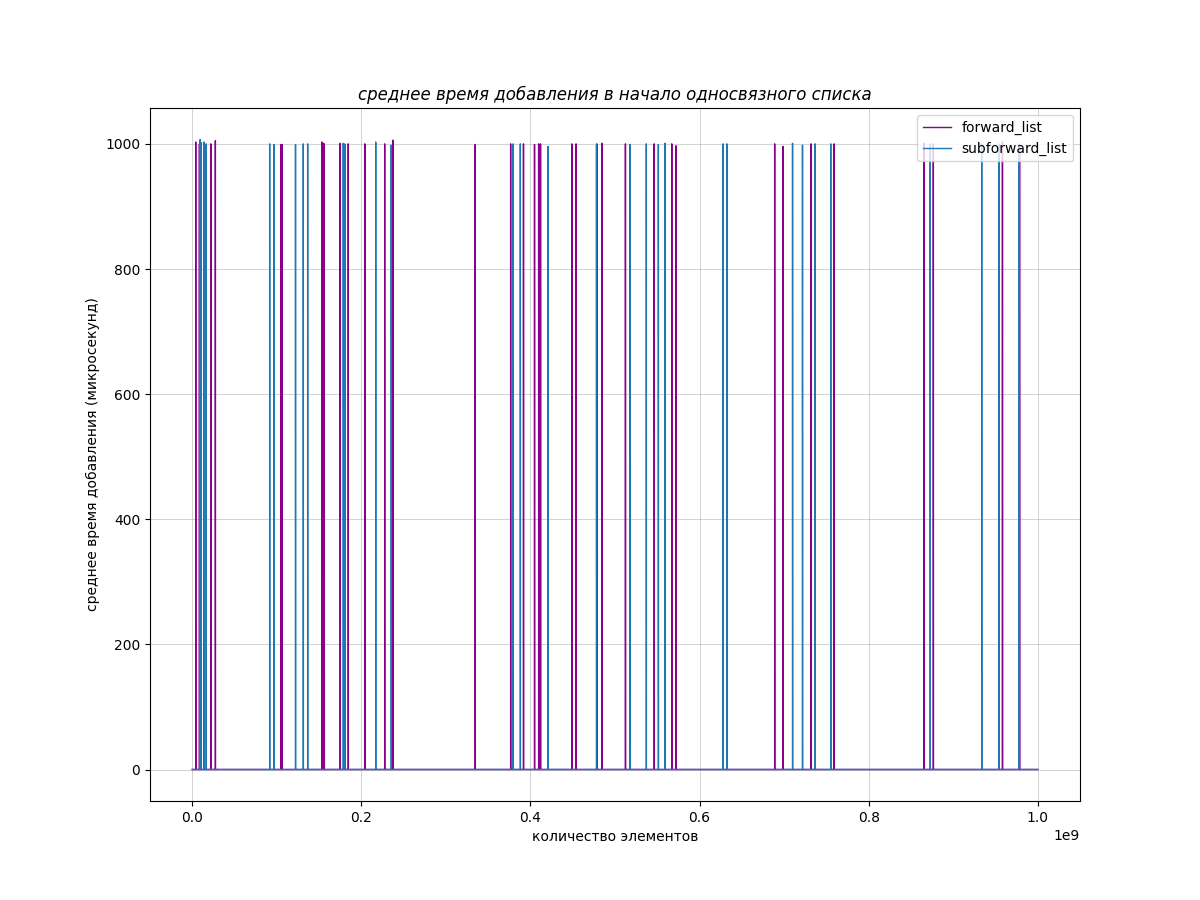 среднее время добавления в начало односвязного списка
forward_list
subforward_list
1000
800
600
400
200
0
среднее время добавления (микросекунд)
0.0 0.2 0.4 0.6 0.8 1.0
1e9
количество элементов